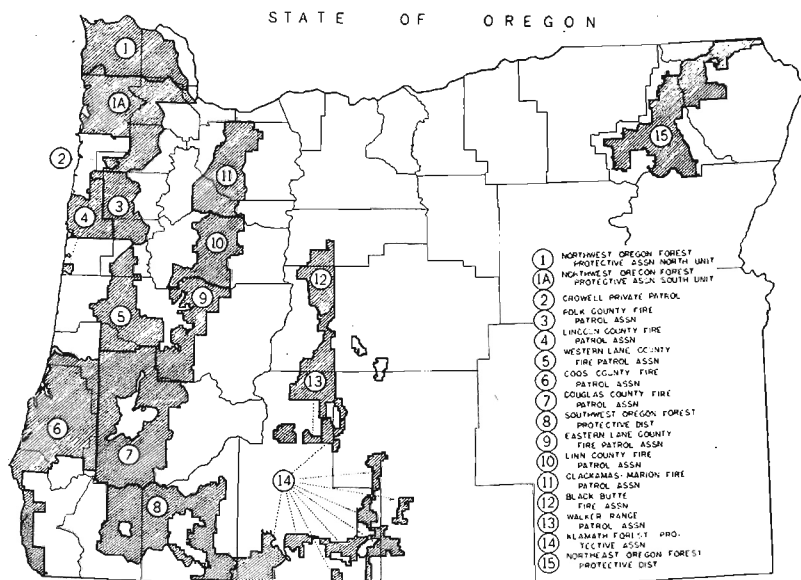 STATE OF OREGON
1
1A
2
3
4
5
6
7
8
9
10
11
12
13
14
15
1 NORTHWEST OREGON FOREST
PROTECTIVE ASSN NORTH UNIT
1A NORTHWEST OREGON FOREST
PROTECTIVE ASSN SOUTH UNIT
2 CROWELL PRIVATE PATROL
3 POLK COUNTY FIRE
PATROL ASSN
4 LINCOLN COUNTY FIRE
PATROL ASSN
5 WESTERN LANE COUNTY
FIRE PATROL ASSN
6 COOS COUNTY FIRE
PATROL ASSN
7 DOUGLAS COUNTY FIRE
PATROL ASSN
8 SOUTHWEST OREGON FOREST
PROTECTIVE DIST
9 EASTERN LANE COUNTY
FIRE PATROL ASSN
10 LINN COUNTY FIRE
PATROL ASSN
11 CLACKAMAS-MARION FIRE
PATROL ASSN
12 BLACK BUTTE
FIRE ASSN
13 WALKER RANGE
PATROL ASSN
14 KLAMATH FOREST PRO-
TECTIVE ASSN
15 NORTHEAST OREGON FOREST
PROTECTIVE DIST